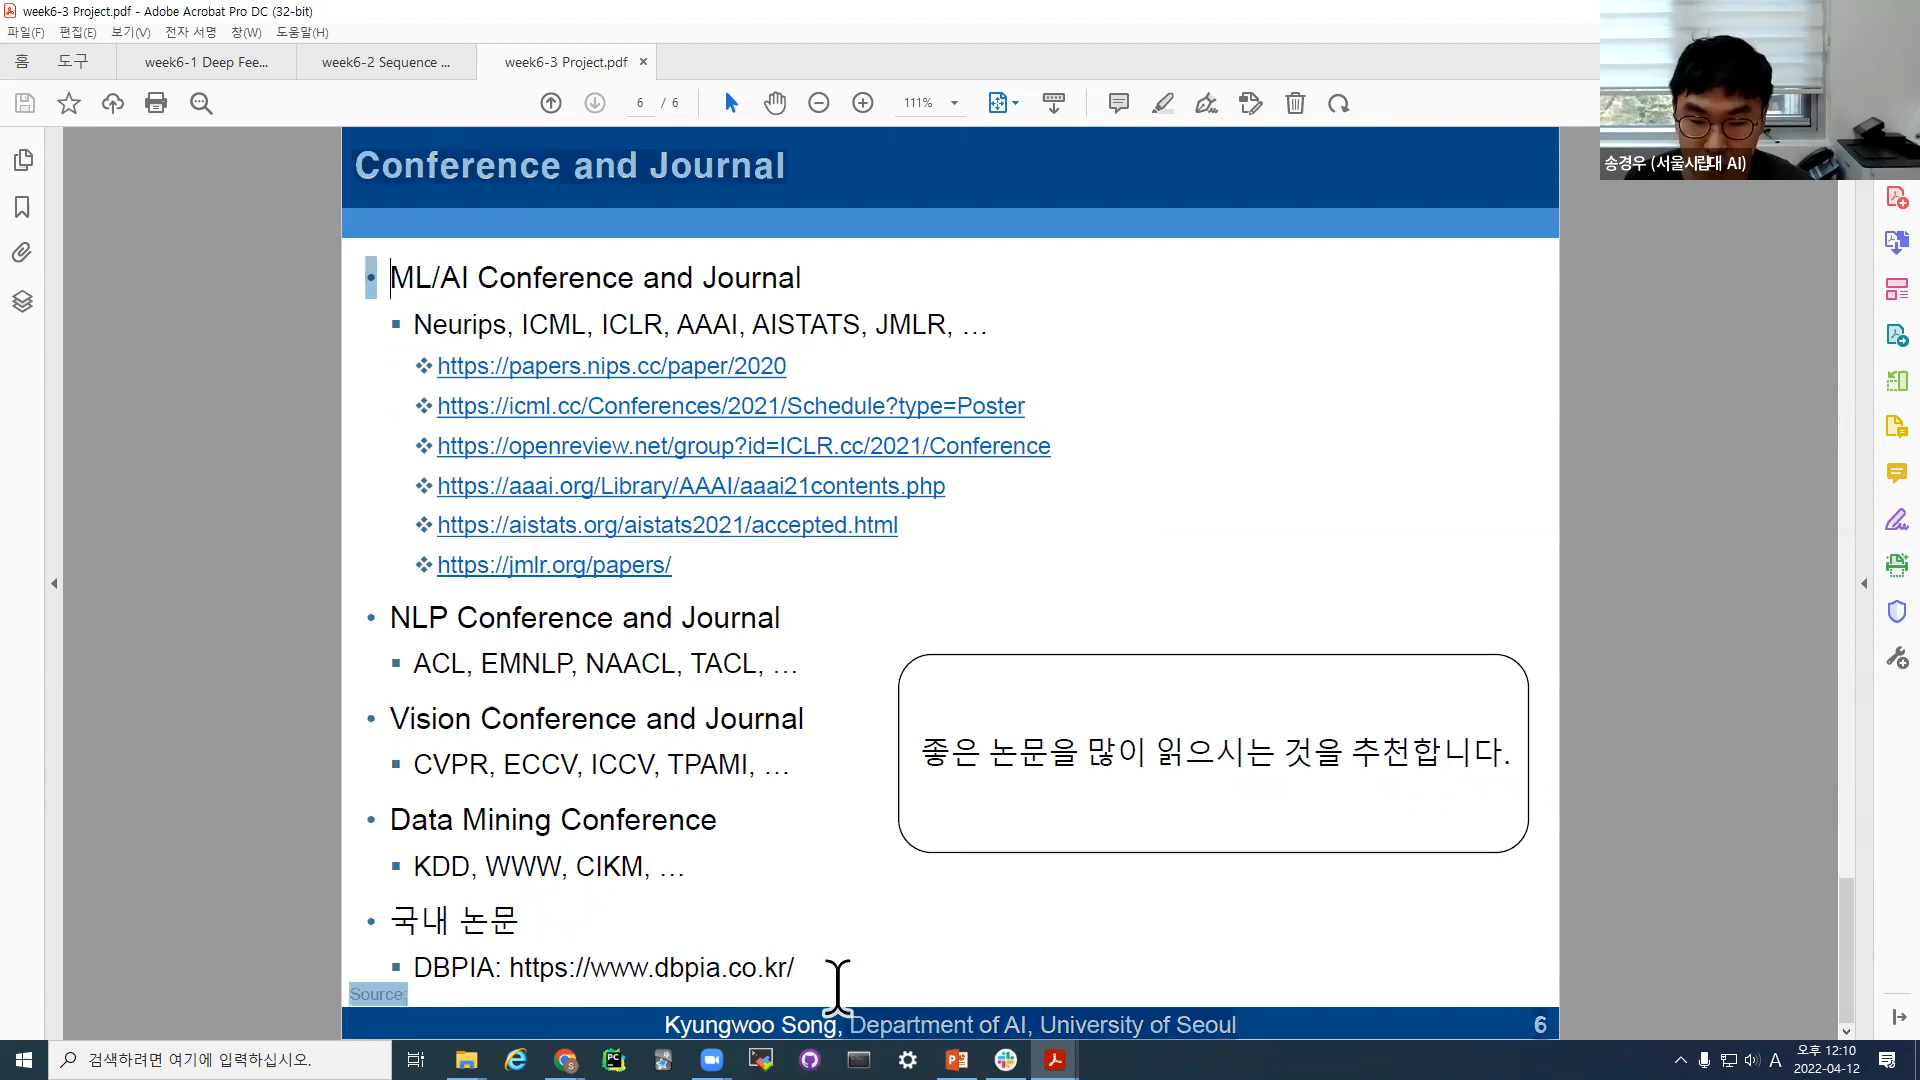 week6-3 Project.pdf - Adobe Acrobat Pro DC (32-bit)
파일(F) 편집(E) 보기(V) 전자 서명 창(W) 도움말(H)
홈 도구 week6-1 Deep Fee... week6-2 Sequence ... week6-3 Project.pdf ×
6 / 6 111%
송경우 (서울시립대 AI)
Conference and Journal
• ML/AI Conference and Journal
▪ Neurips, ICML, ICLR, AAAI, AISTATS, JMLR, …
❖ https://papers.nips.cc/paper/2020
❖ https://icml.cc/Conferences/2021/Schedule?type=Poster
❖ https://openreview.net/group?id=ICLR.cc/2021/Conference
❖ https://aaai.org/Library/AAAI/aaai21contents.php
❖ https://aistats.org/aistats2021/accepted.html
❖ https://jmlr.org/papers/
• NLP Conference and Journal
▪ ACL, EMNLP, NAACL, TACL, …
• Vision Conference and Journal
▪ CVPR, ECCV, ICCV, TPAMI, …
좋은 논문을 많이 읽으시는 것을 추천합니다.
• Data Mining Conference
▪ KDD, WWW, CIKM, …
• 국내 논문
▪ DBPIA: https://www.dbpia.co.kr/
Source:
Kyungwoo Song, Department of AI, University of Seoul 6
검색하려면 여기에 입력하십시오.
A 오후 12:10
2022-04-12